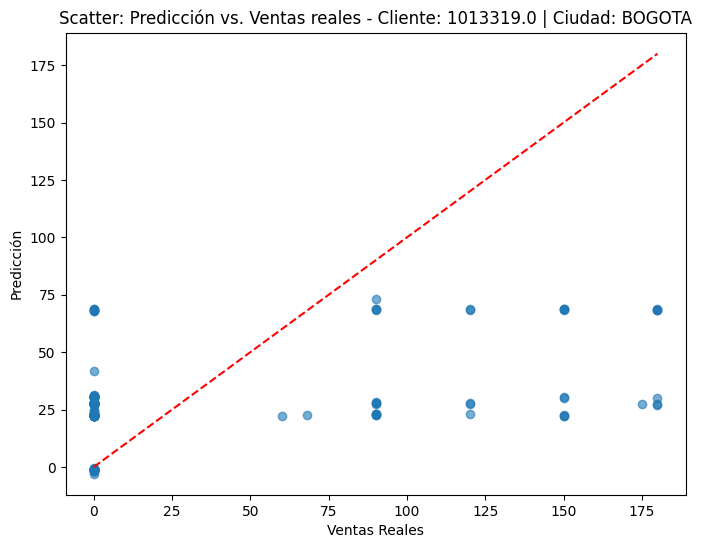 Scatter: Predicción vs. Ventas reales - Cliente: 1013319.0 | Ciudad: BOGOTA
Predicción
175
150
125
100
75
50
25
0
0 25 50 75 100 125 150 175
Ventas Reales